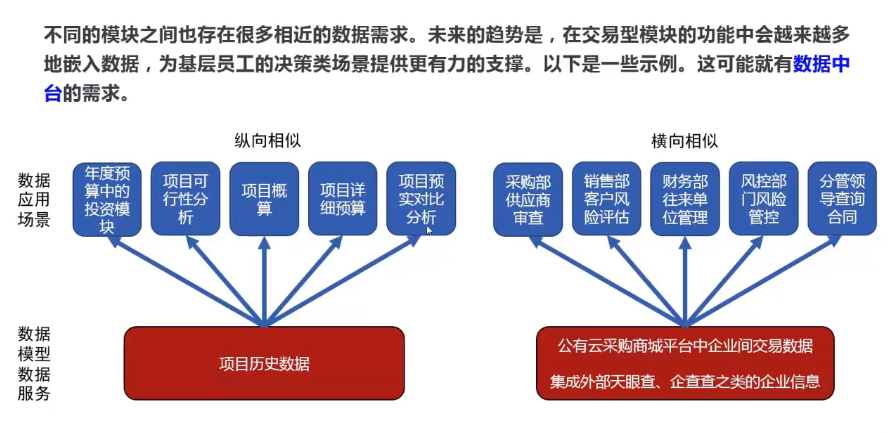 不同的模块之间也存在很多相近的数据需求。未来的趋势是，在交易型模块的功能中会越来越多
地嵌入数据，为基层员工的决策类场景提供更有力的支撑。以下是一些示例。这可能就有数据中
台的需求。
纵向相似
横向相似
数据
应用
场景
年度预
算中的
投资模
块
项目可
行性分
析
项目概
算
项目详
细预算
项目预
实对比
分析
采购部
供应商
审查
销售部
客户风
险评估
财务部
往来单
位管理
风控部
门风险
管控
分管领
导查询
合同
数据
模型
数据
服务
项目历史数据
公有云采购商城平台中企业间交易数据
集成外部天眼查、企查查之类的企业信息